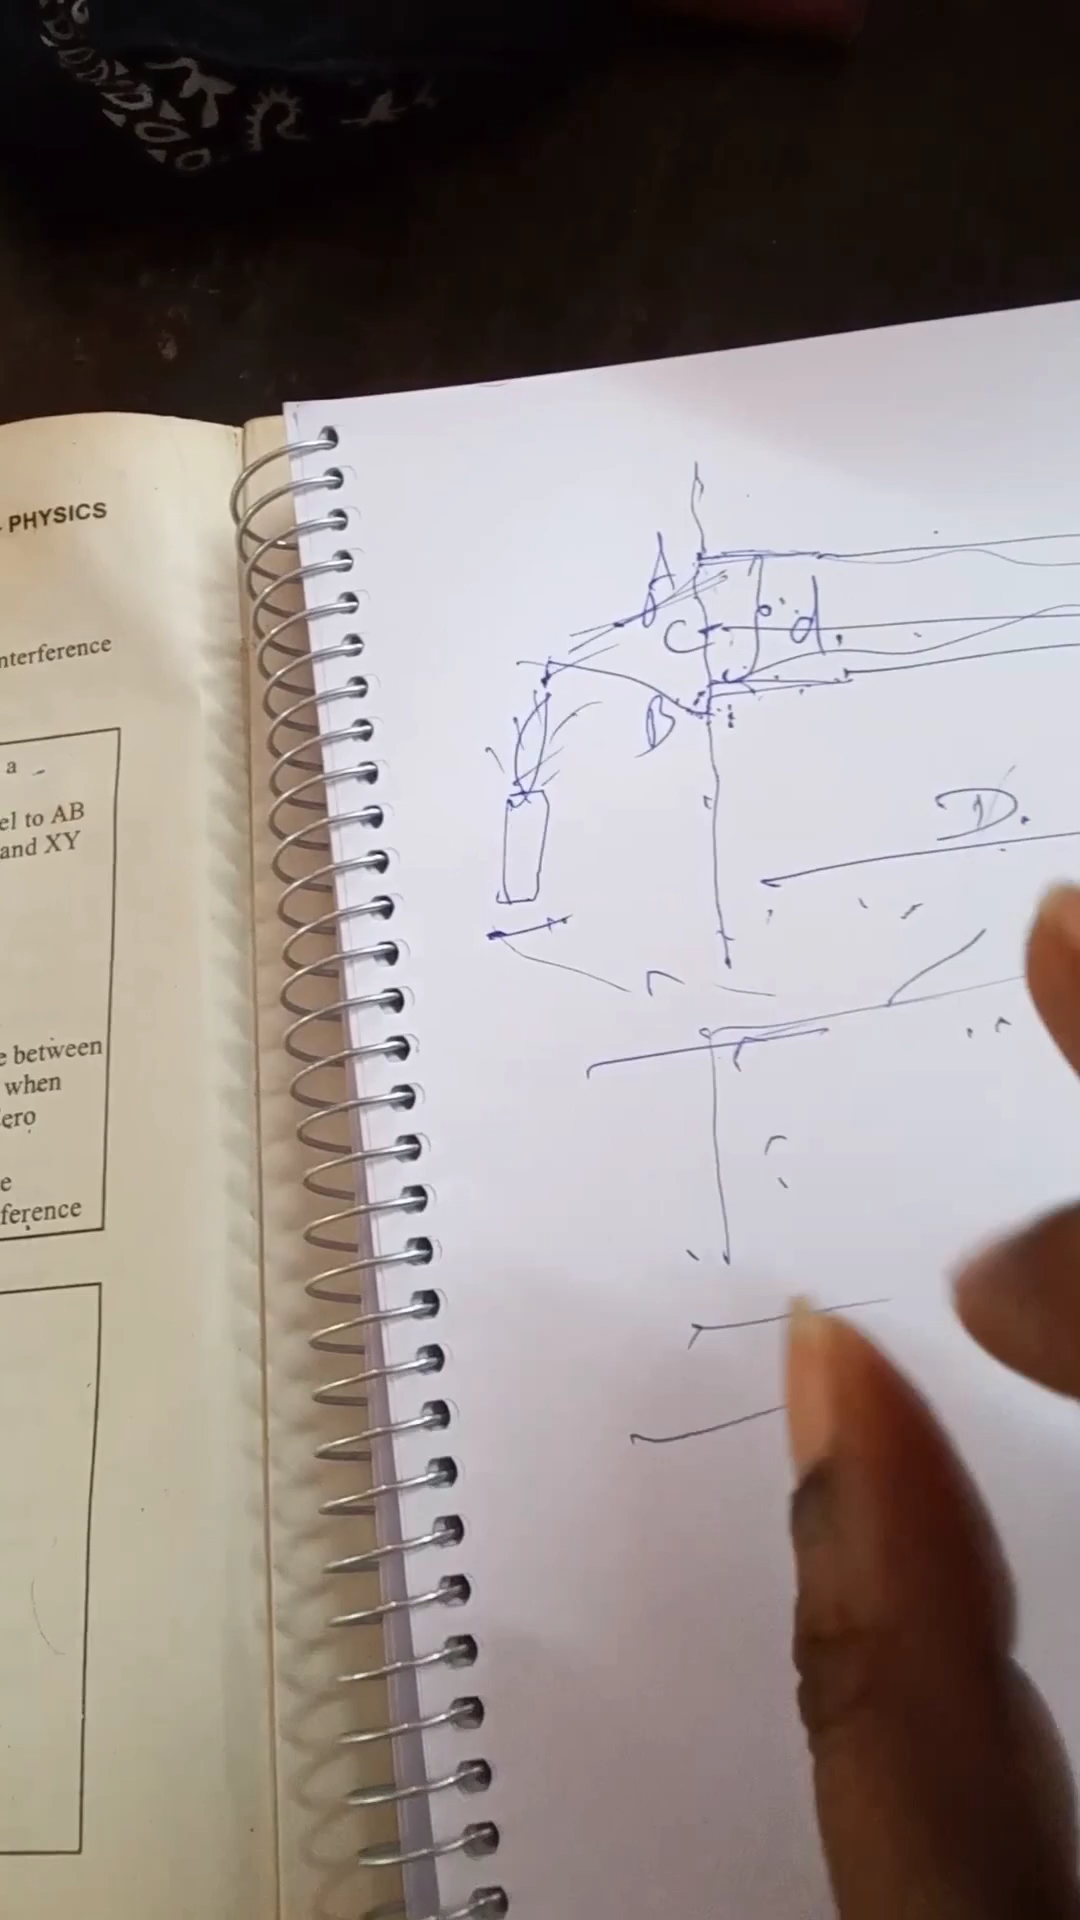 PHYSICS
nterference
a
el to AB
and XY
e between
when
ero
e
ference
A
C
d.
B
D.